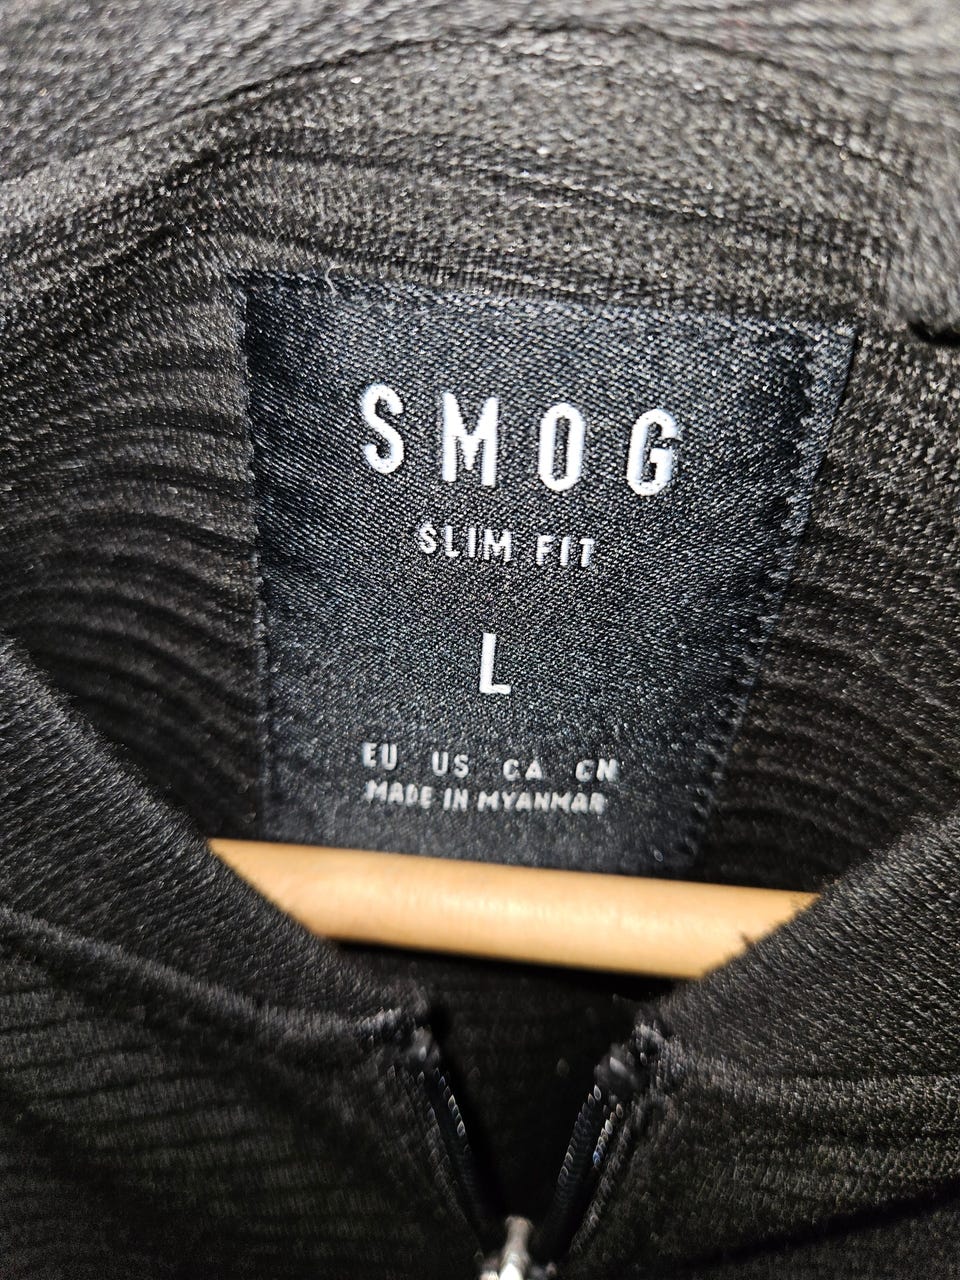 SMOG
SLIM FIT
L
EU US CA CN
MADE IN MYANMAR